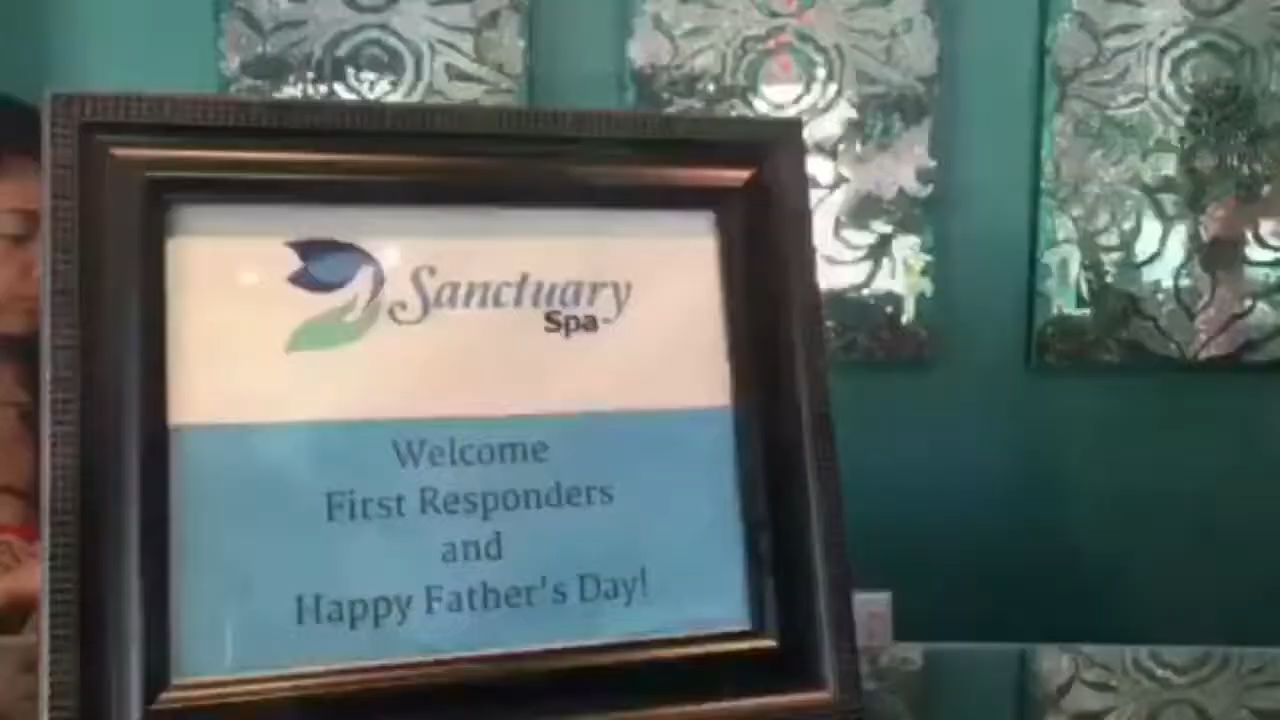 Sanctuary
Spa
Welcome
First Responders
and
Happy Father's Day!